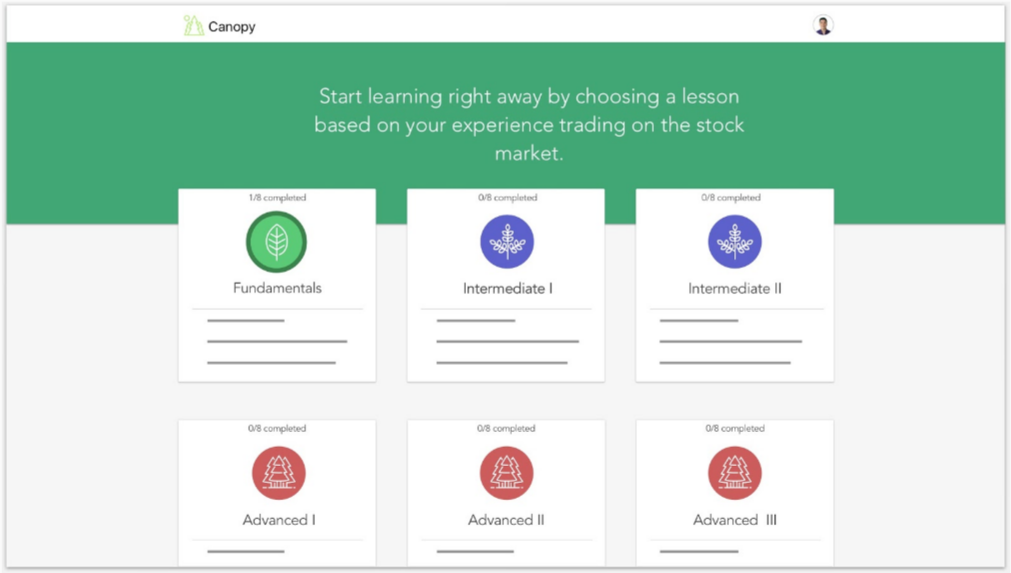 Canopy
Start learning right away by choosing a lesson
based on your experience trading on the stock
market.
1/8 completed
0/8 completed
0/8 completed
Fundamentals
Intermediate I
Intermediate II
0/8 completed
0/8 completed
0/8 completed
Advanced I
Advanced II
Advanced III